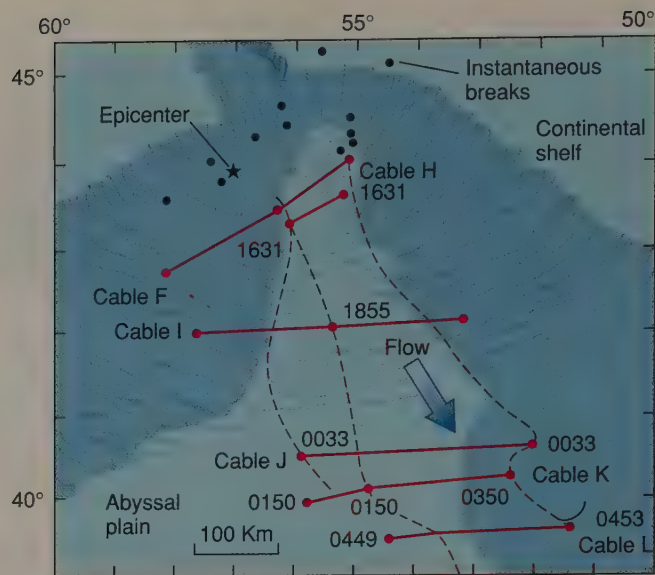 60°
55°
50°
45°
Instantaneous
breaks
Epicenter
Continental
shelf
Cable H
1631
1631
Cable F
1855
Cable I
Flow
0033
0033
Cable J
Cable K
40°
Abyssal
plain
0150
0150
0350
100 Km
0453
0449
Cable L